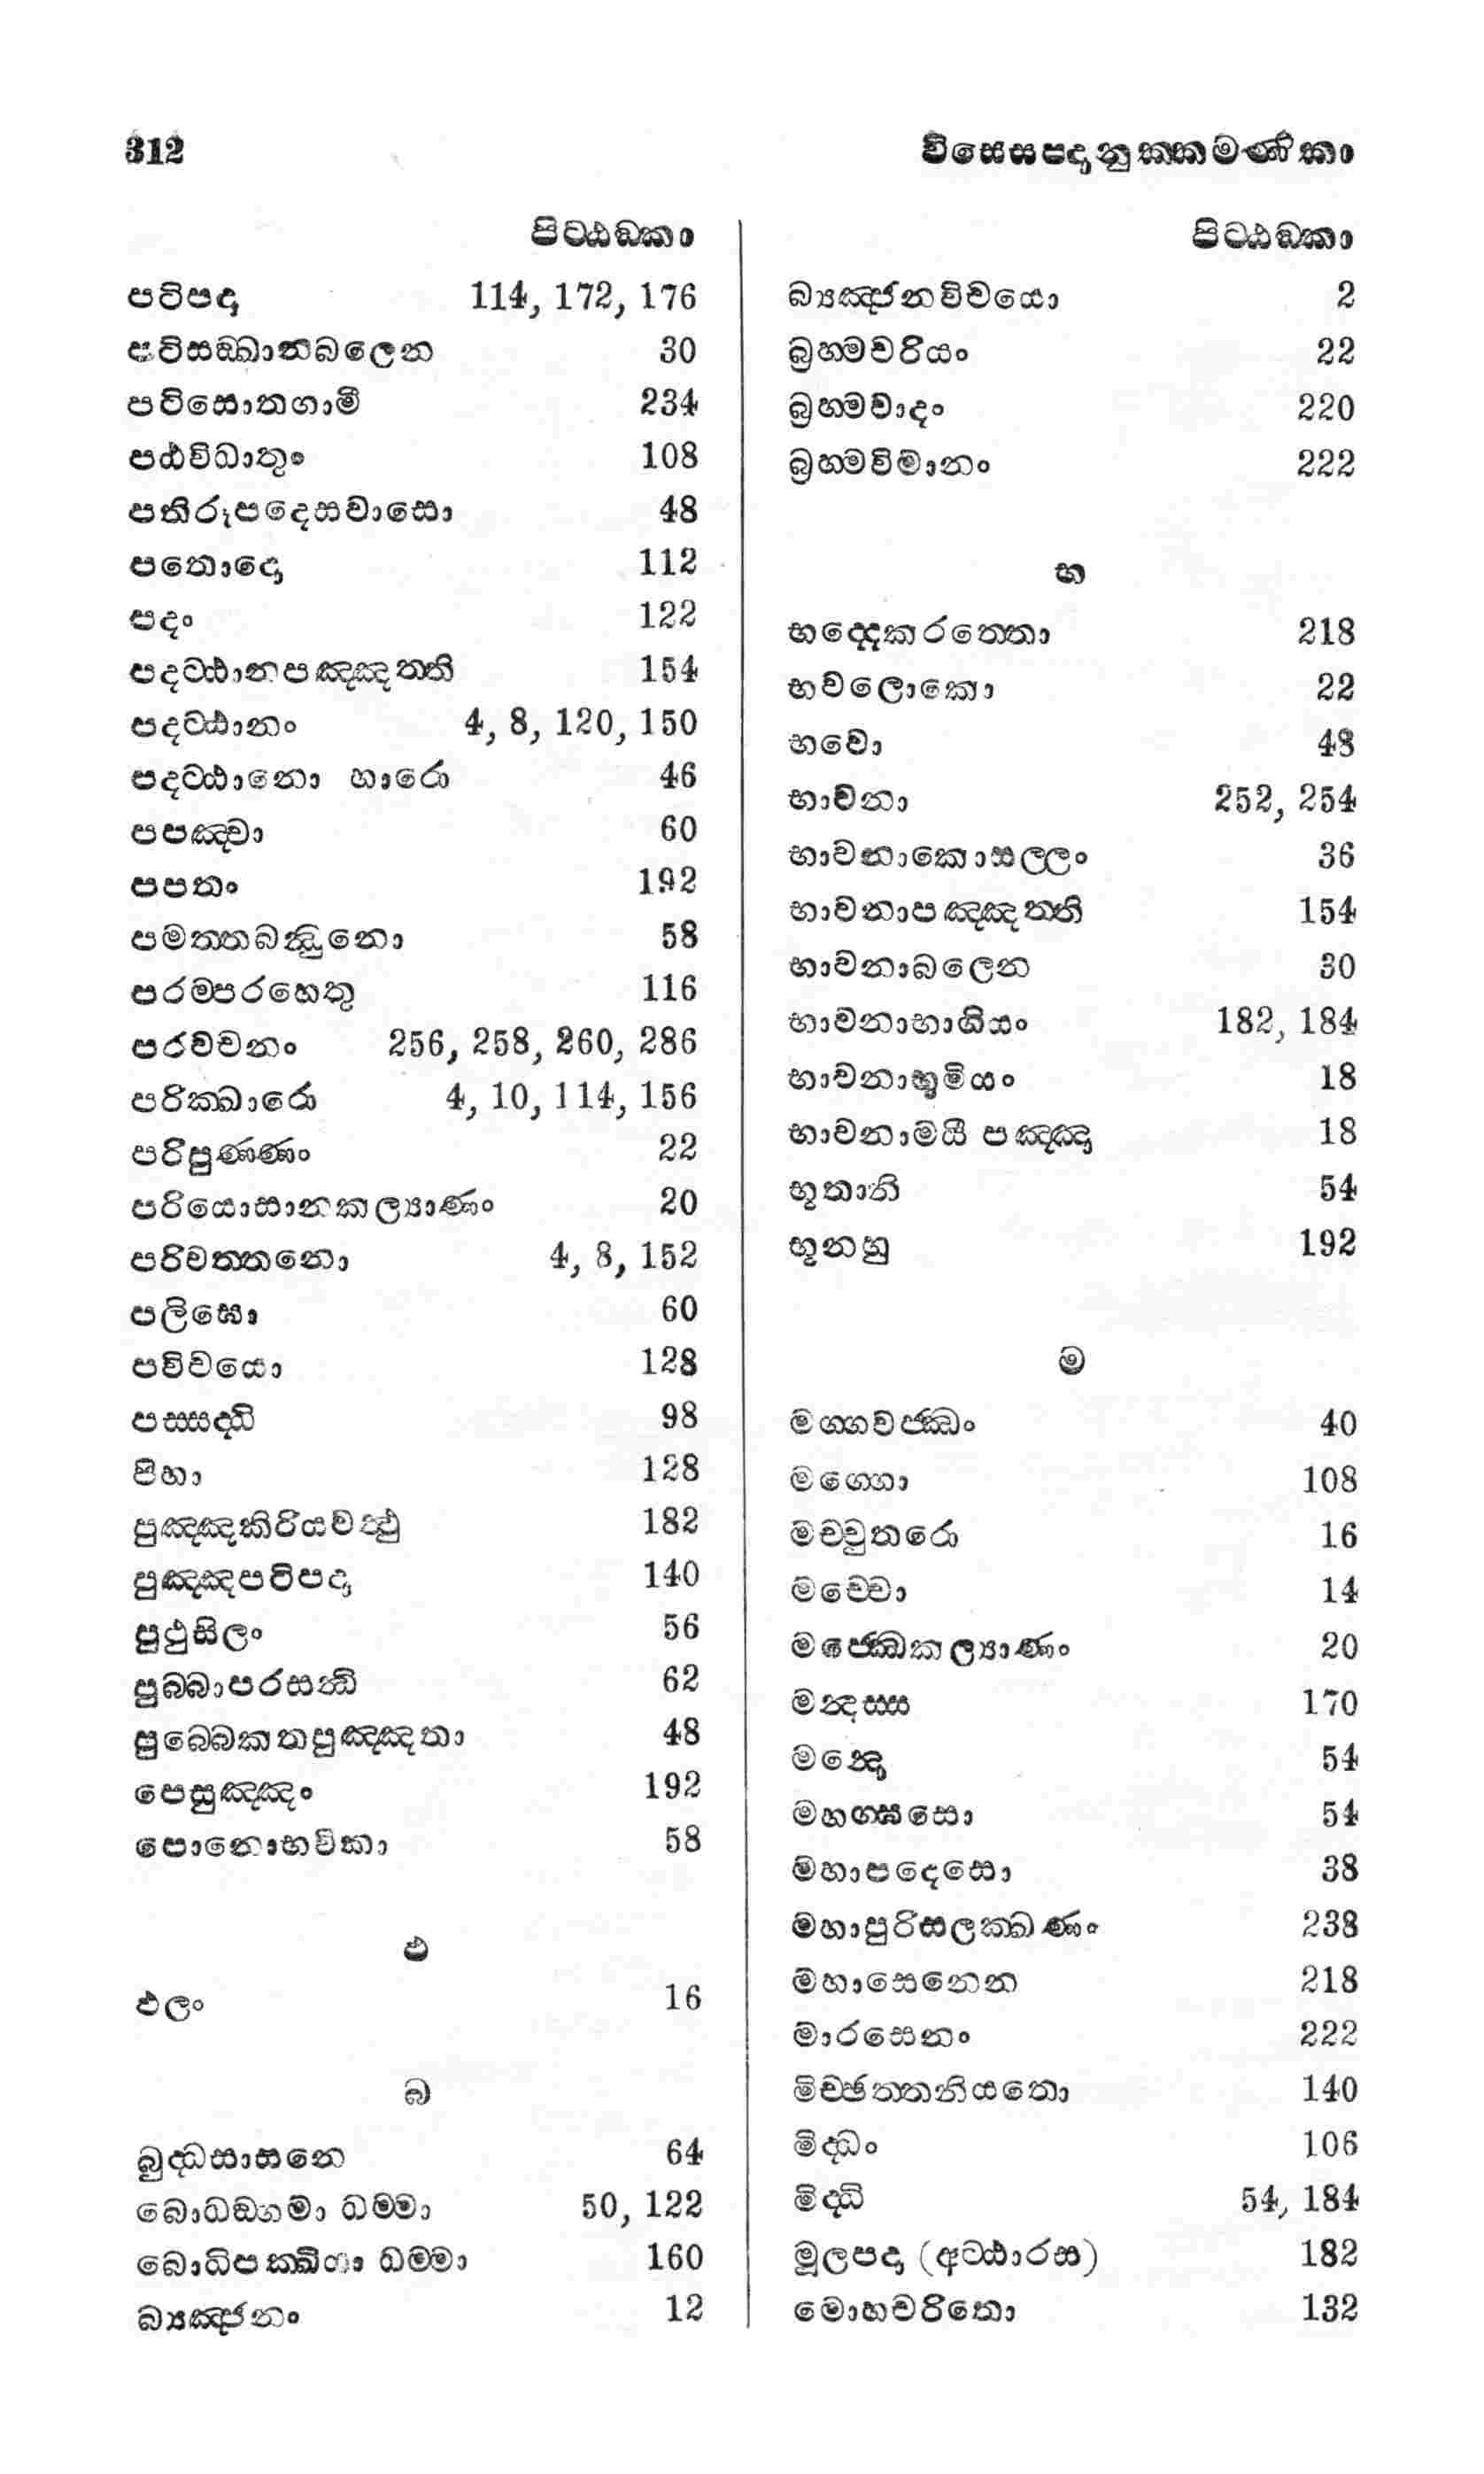 312 විසෙසපදානුක්කමණිකා
පිට්ඨඞ්කා
පටිපදා 114, 172, 176
පටිසඞ්ඛානබලෙන 30
පටිසොතගාමී 234
පඨවිධාතුං 108
පතිරූපදෙසවාසො 48
පතොදො 112
පදං 122
පදට්ඨානපඤ්ඤත්ති 154
පදට්ඨානං 4, 8, 120, 150
පදට්ඨානො හාරො 46
පපඤ්චා 60
පපතං 192
පමත්තබන්ධුනො 58
පරම්පරහෙතු 116
පරවචනං 256, 258, 260, 286
පරික්ඛාරො 4, 10, 114, 156
පරිපුණ්ණං 22
පරියොසානකල්‍යාණං 20
පරිවත්තනො 4, 8, 152
පලිඝො 60
පවිචයො 128
පස්සද්ධි 98
පිහා 128
පුඤ්ඤකිරියවත්ථු 182
පුඤ්ඤපටිපදා 140
පුථුසිලං 56
පුබ්බාපරසන්ධි 62
පුබ්බෙකතපුඤ්ඤතා 48
පෙසුඤ්ඤං 192
පොනොභවිකා 58
ඵ
ඵලං 16
බ
බුද්ධසාසනෙ 64
බොධඞ්ගමා ධම්මා 50, 122
බොධිපක්ඛියා ධම්මා 160
බ්‍යඤ්ජනං 12
පිට්ඨඞ්කා
බ්‍යඤ්ජනවිචයො 2
බ්‍රහ්මචරියං 22
බ්‍රහ්මවාදං 220
බ්‍රහ්මවිමානං 222
භ
භද්දෙකරත්තො 218
භවලොකො 22
භවො 48
භාවනා 252, 254
භාවනාකොසල්ලං 36
භාවනාපඤ්ඤත්ති 154
භාවනාබලෙන 30
භාවනාභාගියං 182, 184
භාවනාභූමියං 18
භාවනාමයී පඤ්ඤා 18
භූතානි 54
භූනහු 192
ම
මග්ගවජ්ඣං 40
මග්ගො 108
මච්චුතරො 16
මච්චො 14
මජ්ඣෙකල්‍යාණං 20
මන්දස්ස 170
මන්දො 54
මහග්ඝසො 54
මහාපදෙසො 38
මහාපුරිසලක්ඛණං 238
මහාසෙනෙන 218
මාරසෙනං 222
මිච්ඡත්තනියතො 140
මිද්ධං 106
මිද්ධි 54, 184
මූලපදා (අට්ඨාරස) 182
මොහචරිතො 132